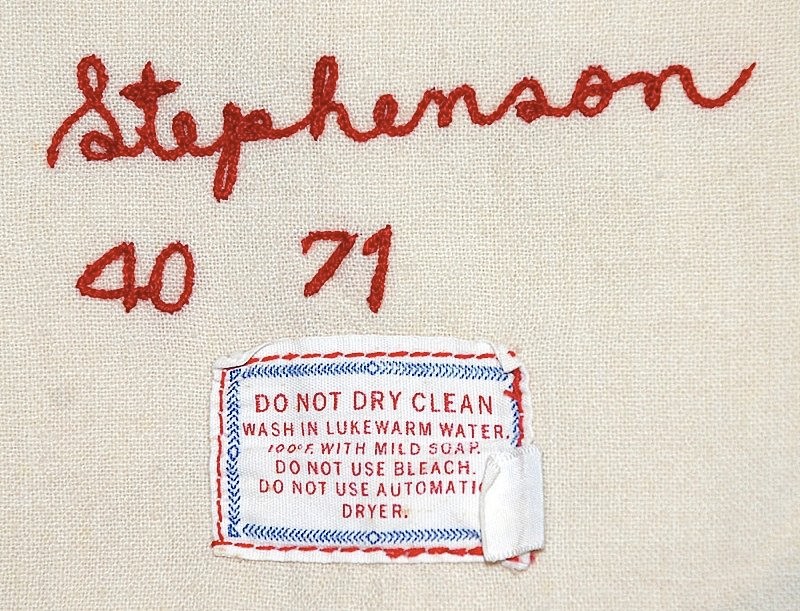 Stephenson
40 71
DO NOT DRY CLEAN
WASH IN LUKEWARM WATER.
100°F. WITH MILD SOAP.
DO NOT USE BLEACH.
DO NOT USE AUTOMATIC
DRYER.